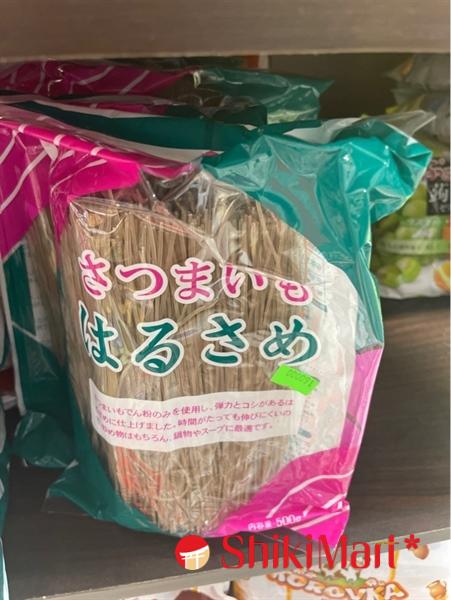 さつまいも
はるさめ
つまいもでん粉のみを使用し、弾力とコシがあるは
めに仕上げました。時間がたっても伸びにくいの
炒め物はもちろん、鍋物やスープに最適です。
内容量 500g
ShikiMart*
KOROVKA